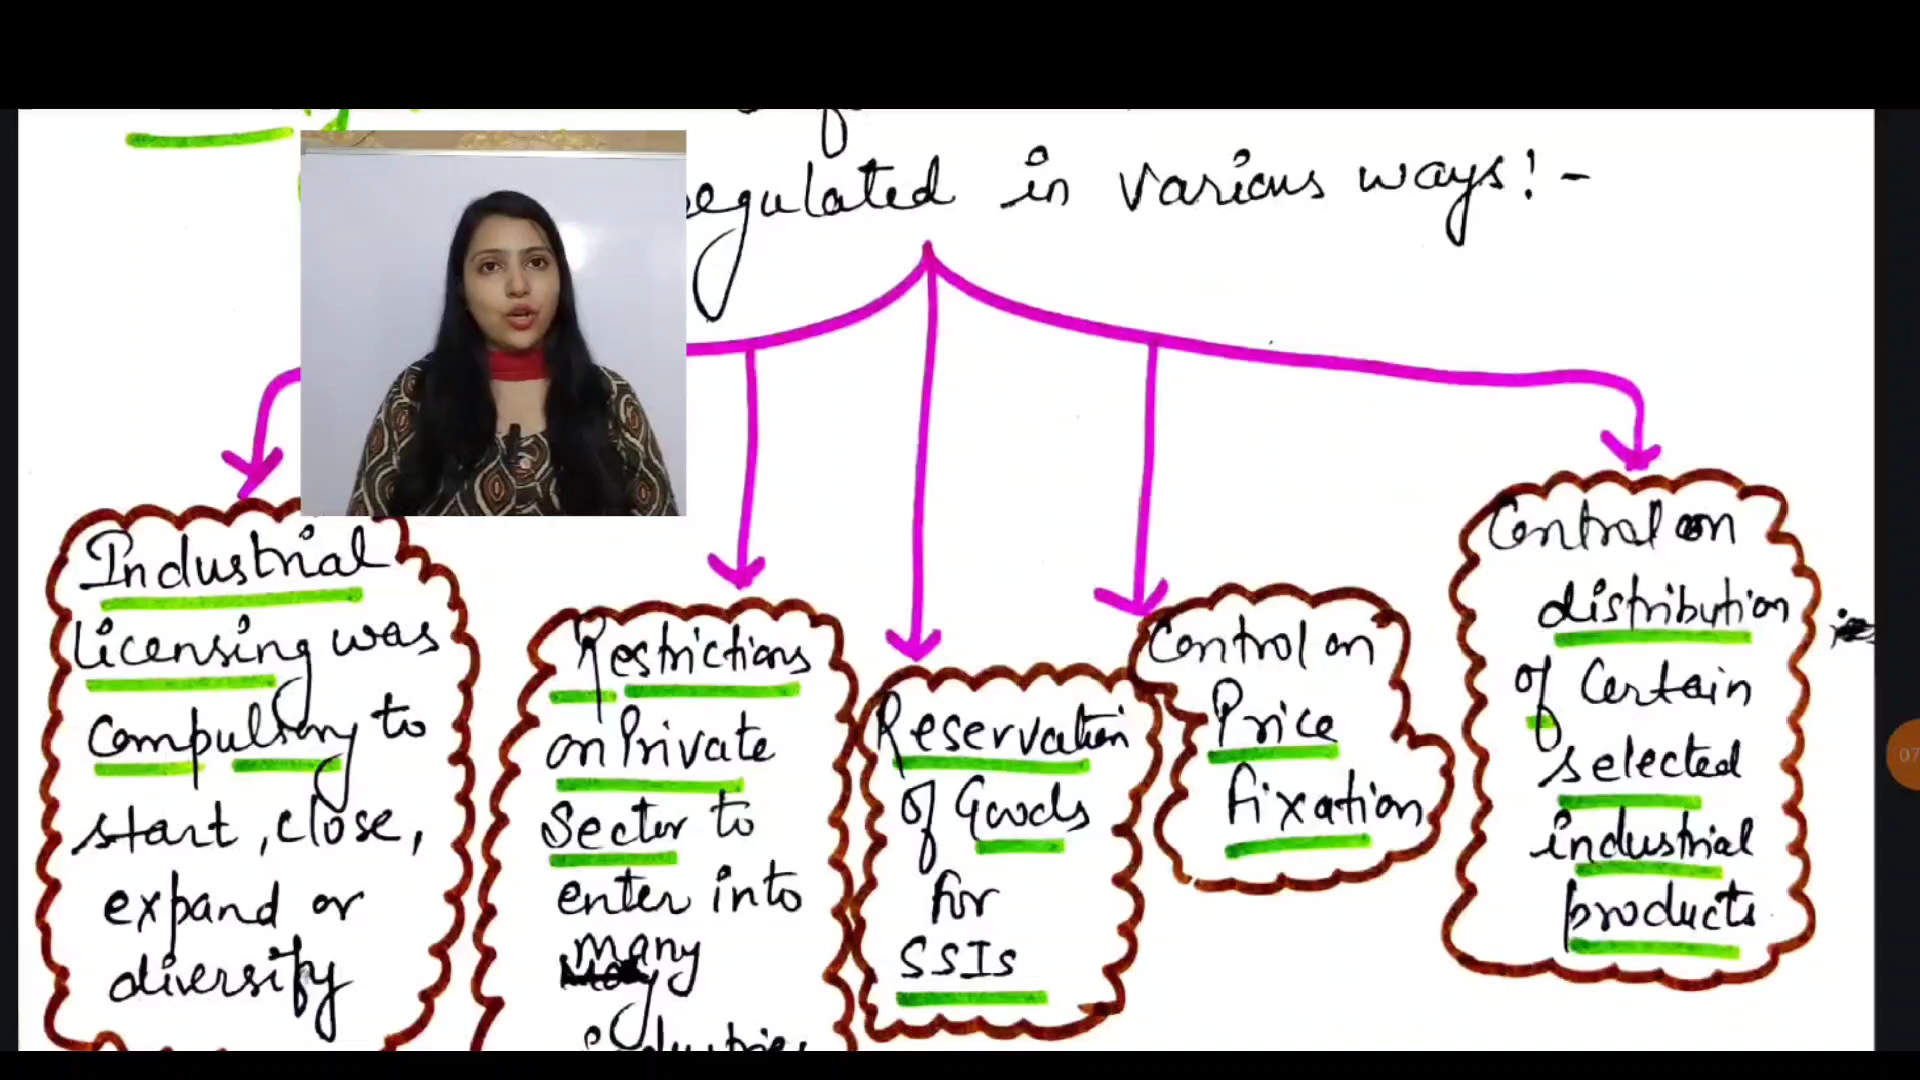 regulated in various ways! -
Industrial
licensing was
compulsory to
start, close,
expand or
diversify
Restrictions
on Private
Sector to
enter into
many
industries
Reservation
of Goods
for
SSIs
Control on
Price
fixation
Control on
distribution
of Certain
selected
industrial
products
07